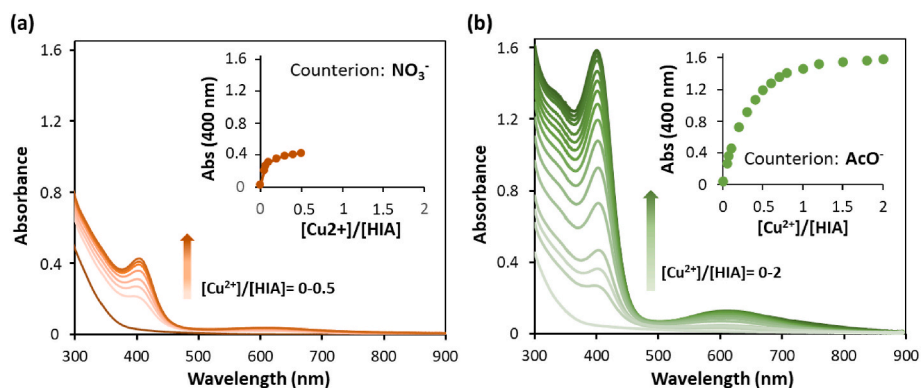 (a)
1.6
1.2
0.8
0.4
0
Absorbance
300 400 500 600 700 800 900
Wavelength (nm)
[Cu²⁺]/[HIA]= 0-0.5
1.6
1.2
0.8
0.4
0.0
Abs (400 nm)
Counterion: NO₃⁻
0 0.5 1 1.5 2
[Cu2+]/[HIA]
(b)
1.6
1.2
0.8
0.4
0
Absorbance
300 400 500 600 700 800 900
Wavelength (nm)
[Cu²⁺]/[HIA]= 0-2
1.6
1.2
0.8
0.4
0
Abs (400 nm)
Counterion: AcO⁻
0 0.5 1 1.5 2
[Cu²⁺]/[HIA]